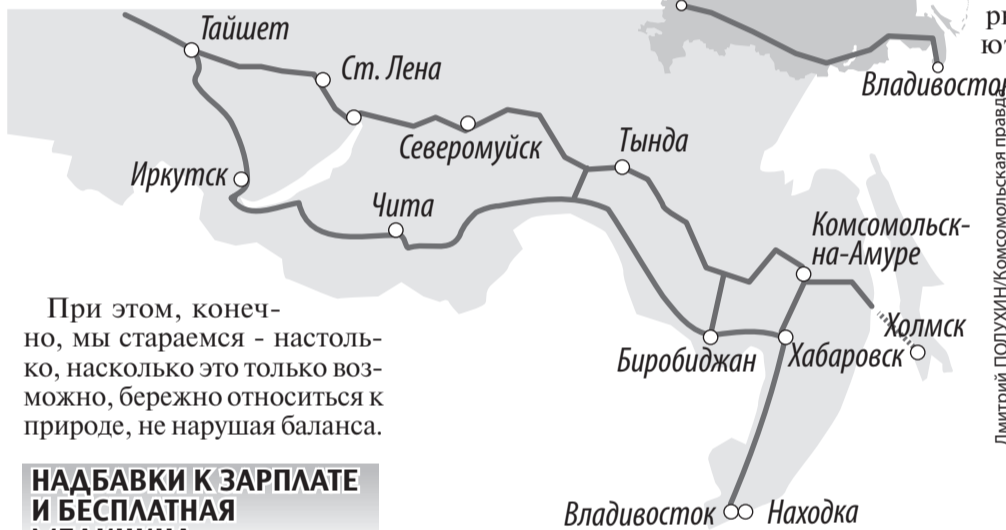 Тайшет
Ст. Лена
Северомуйск
Тында
Иркутск
Чита
Комсомольск-
на-Амуре
Холмск
Биробиджан
Хабаровск
Владивосток
Находка
Дмитрий ПОЛУХИН/Комсомольская правда
При этом, конеч-
но, мы стараемся - настоль-
ко, насколько это только воз-
можно, бережно относиться к
природе, не нарушая баланса.
НАДБАВКИ К ЗАРПЛАТЕ
И БЕСПЛАТНАЯ